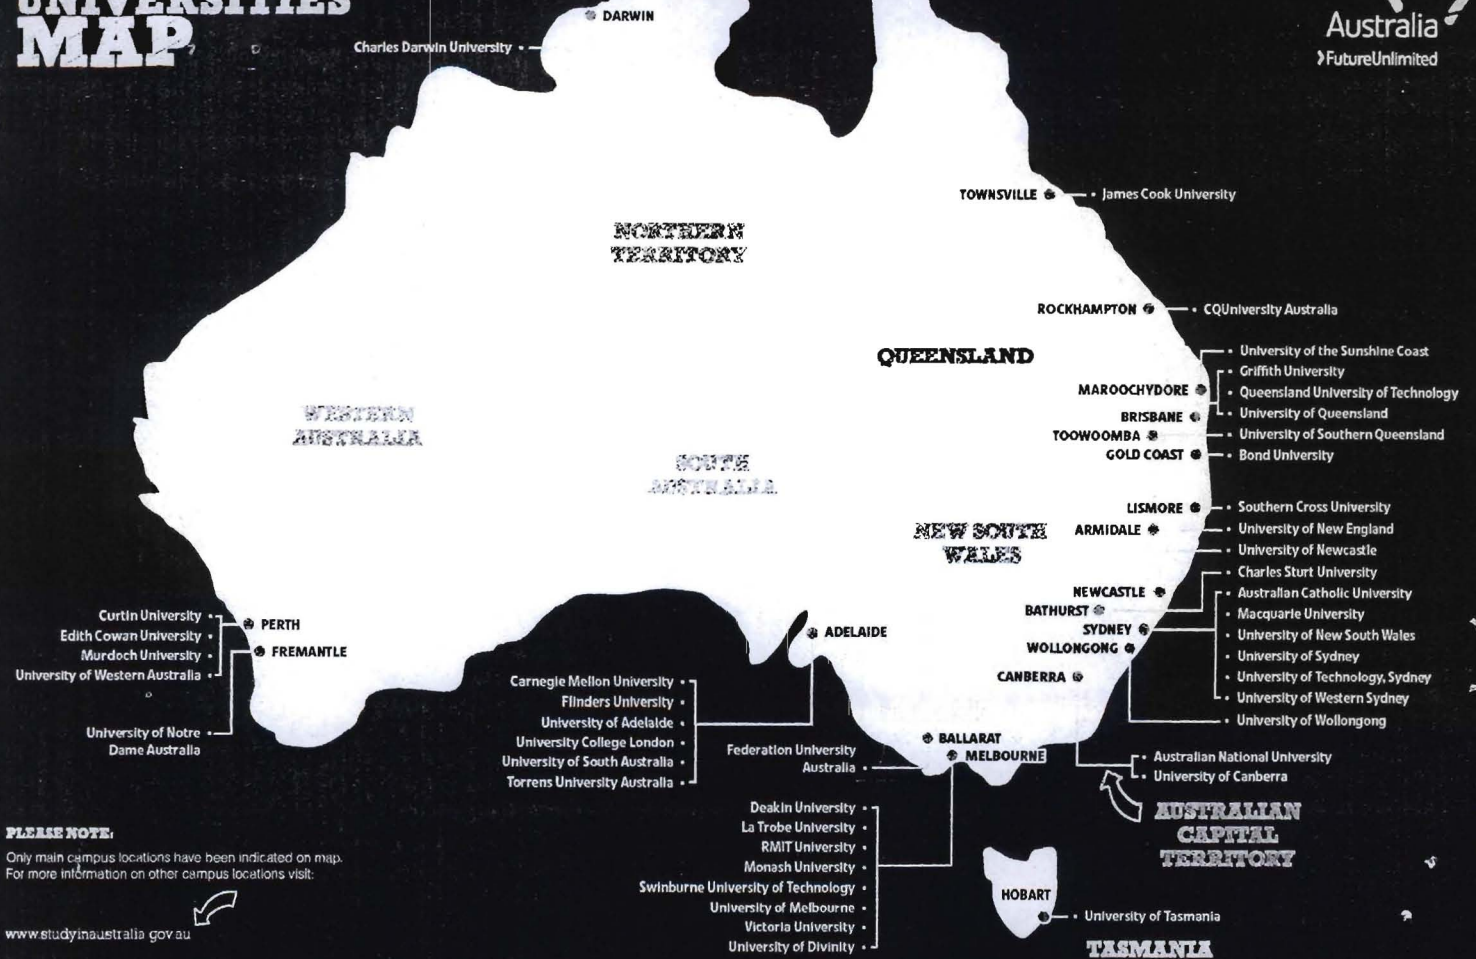 UNIVERSITIES
MAP
Australia
FutureUnlimited
DARWIN
Charles Darwin University
TOWNSVILLE
James Cook University
NORTHERN
TERRITORY
ROCKHAMPTON
CQUniversity Australia
QUEENSLAND
University of the Sunshine Coast
Griffith University
MAROOCHYDORE
Queensland University of Technology
BRISBANE
University of Queensland
TOOWOOMBA
University of Southern Queensland
GOLD COAST
Bond University
WESTERN
AUSTRALIA
SOUTH
AUSTRALIA
LISMORE
Southern Cross University
NEW SOUTH
WALES
ARMIDALE
University of New England
University of Newcastle
Charles Sturt University
NEWCASTLE
Australian Catholic University
BATHURST
Macquarie University
SYDNEY
University of New South Wales
WOLLONGONG
University of Sydney
CANBERRA
University of Technology, Sydney
University of Western Sydney
University of Wollongong
Curtin University
PERTH
Edith Cowan University
FREMANTLE
Murdoch University
University of Western Australia
University of Notre
Dame Australia
ADELAIDE
Carnegie Mellon University
Flinders University
University of Adelaide
University College London
University of South Australia
Torrens University Australia
BALLARAT
MELBOURNE
Federation University
Australia
Australian National University
University of Canberra
AUSTRALIAN
CAPITAL
TERRITORY
Deakin University
La Trobe University
RMIT University
Monash University
Swinburne University of Technology
University of Melbourne
Victoria University
University of Divinity
HOBART
University of Tasmania
TASMANIA
PLEASE NOTE:
Only main campus locations have been indicated on map.
For more information on other campus locations visit:
www.studyinaustralia.gov.au